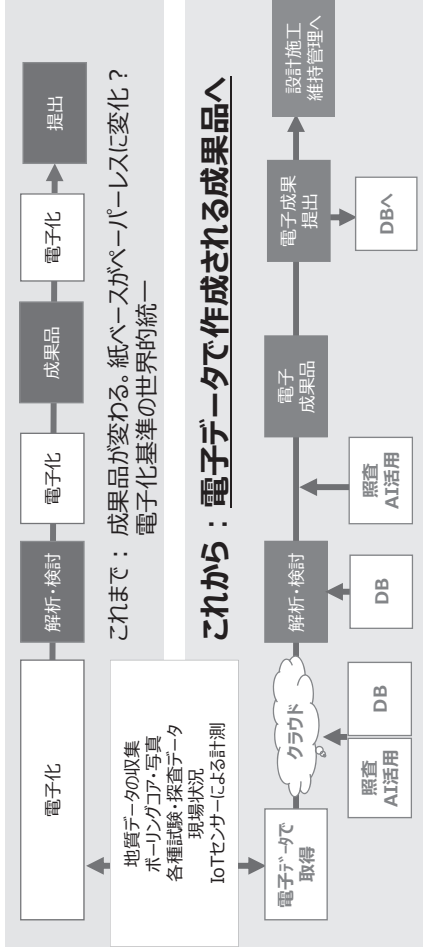 電子化
解析・検討
電子化
成果品
電子化
提出
これまで： 成果品が変わる。紙ベースがペーパーレスに変化？
電子化基準の世界的統一
地質データの収集
ボーリングコア・写真
各種試験・探査データ
現場状況
IoTセンサーによる計測
これから：電子データで作成される成果品へ
電子データで
取得
クラウド
照査
AI活用
DB
解析・検討
DB
照査
AI活用
電子
成果品
電子成果
提出
DBへ
設計施工
維持管理へ